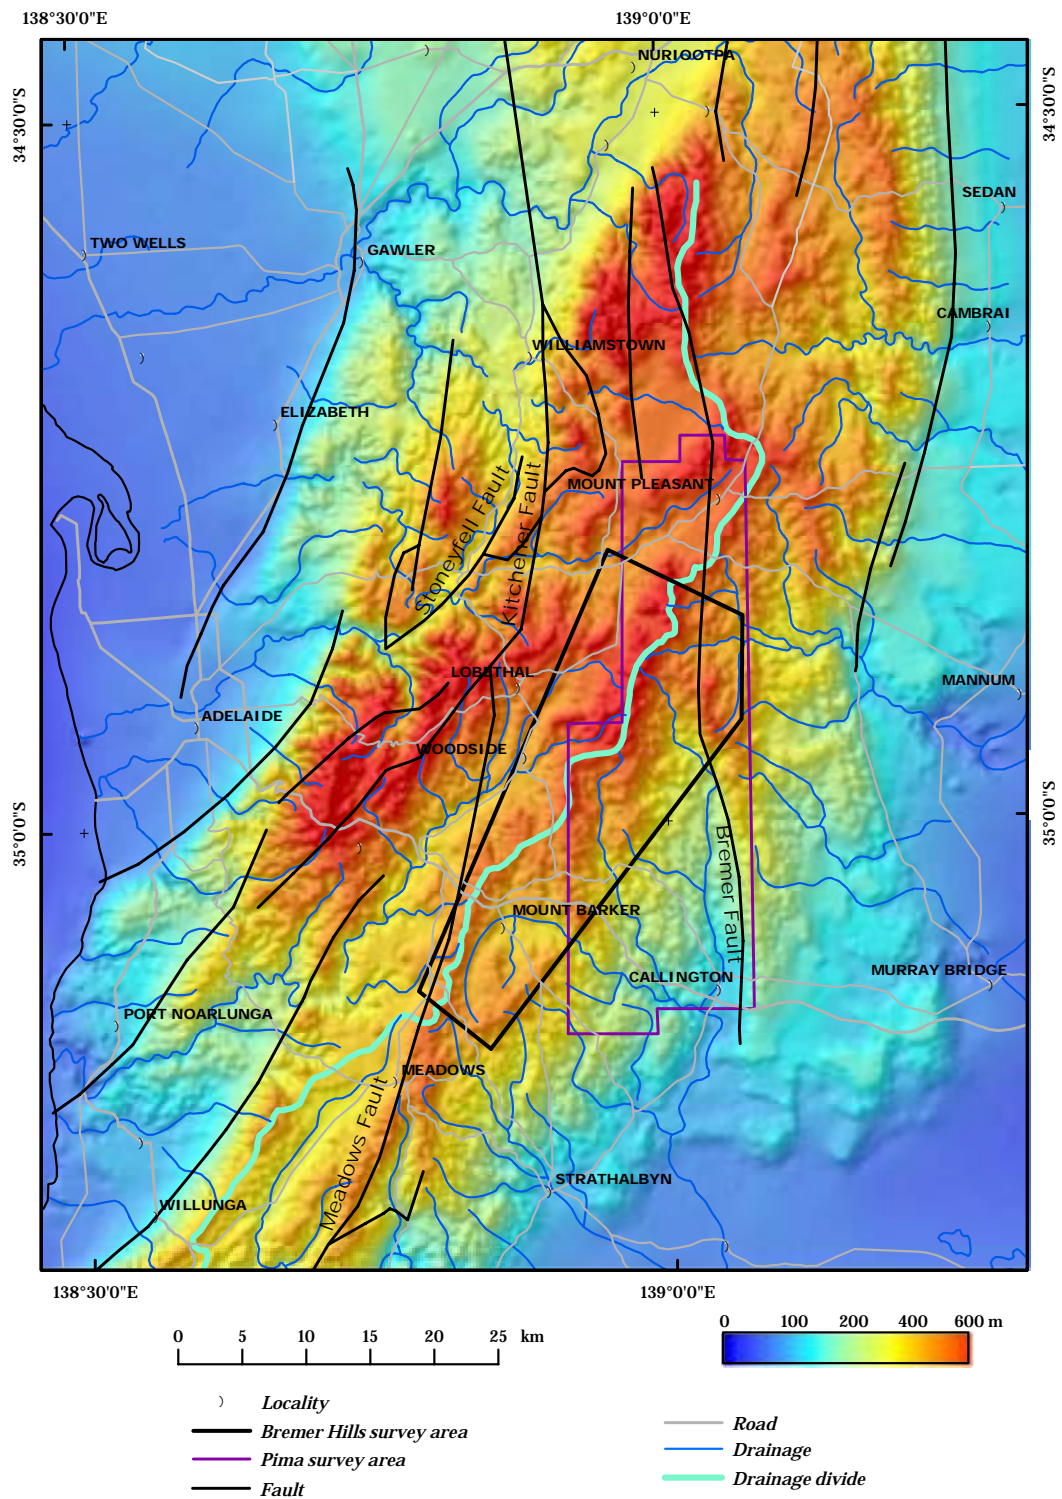 138°30'0"E
139°0'0"E
NURIOOTPA
34°30'0"S
34°30'0"S
SEDAN
TWO WELLS
GAWLER
CAMBRAI
WILLIAMSTOWN
ELIZABETH
MOUNT PLEASANT
Stoneyfell Fault
Kitchener Fault
LOBETHAL
MANNUM
ADELAIDE
WOODSIDE
35°0'0"S
35°0'0"S
Bremer Fault
MOUNT BARKER
CALLINGTON
MURRAY BRIDGE
PORT NOARLUNGA
MEADOWS
Meadows Fault
STRATHALBYN
WILLUNGA
138°30'0"E
139°0'0"E
0 5 10 15 20 25 km
0 100 200 400 600 m
Locality
Bremer Hills survey area
Pima survey area
Fault
Road
Drainage
Drainage divide